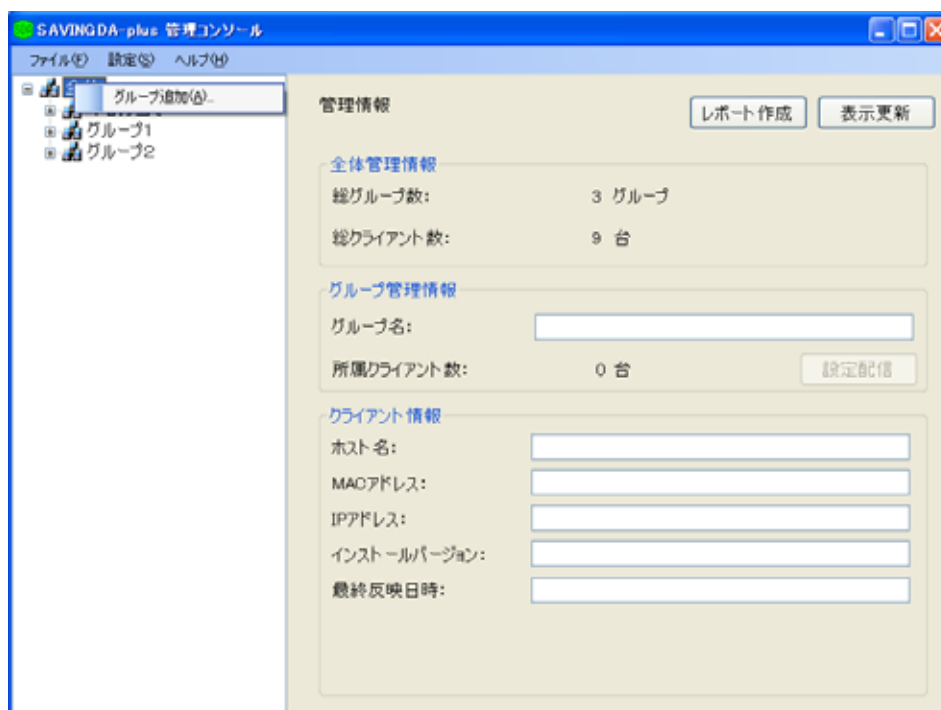 SAVINGDA-plus 管理コンソール
ファイル(F) 設定(S) ヘルプ(H)
グループ追加(A)...
グループ1
グループ2
管理情報
レポート作成 表示更新
全体管理情報
総グループ数: 3 グループ
総クライアント数: 9 台
グループ管理情報
グループ名:
所属クライアント数: 0 台 設定配信
クライアント情報
ホスト名:
MACアドレス:
IPアドレス:
インストールバージョン:
最終反映日時: